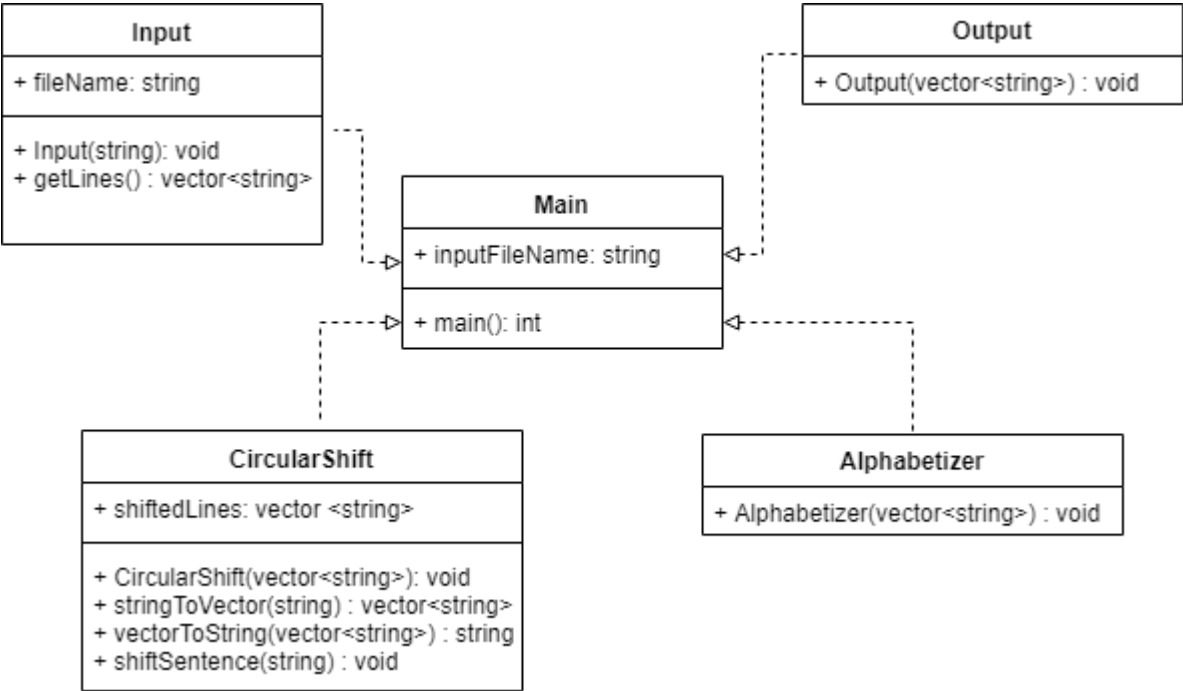 Input
+ fileName: string
+ Input(string): void
+ getLines() : vector<string>
Output
+ Output(vector<string>) : void
Main
+ inputFileName: string
+ main(): int
CircularShift
+ shiftedLines: vector <string>
+ CircularShift(vector<string>): void
+ stringToVector(string) : vector<string>
+ vectorToString(vector<string>) : string
+ shiftSentence(string) : void
Alphabetizer
+ Alphabetizer(vector<string>) : void